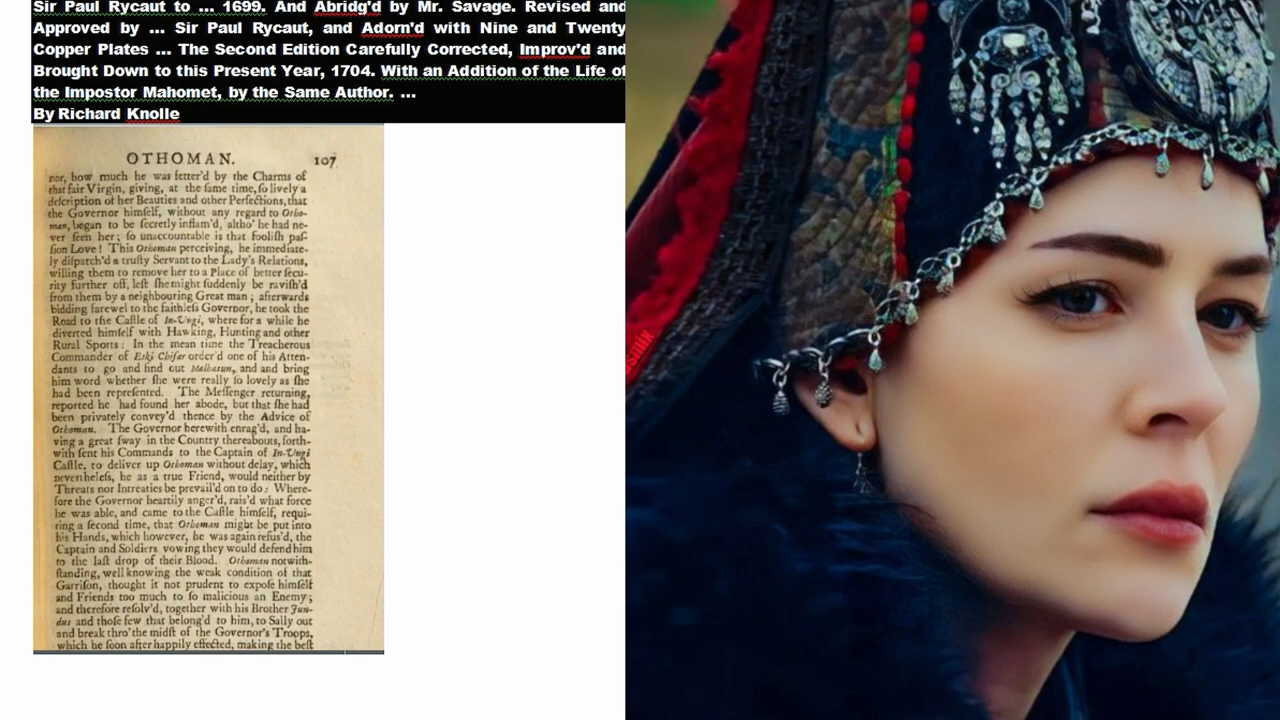 Sir Paul Rycaut to ... 1699. And Abridg'd by Mr. Savage. Revised and
Approved by ... Sir Paul Rycaut, and Adorn'd with Nine and Twenty
Copper Plates ... The Second Edition Carefully Corrected, Improv'd and
Brought Down to this Present Year, 1704. With an Addition of the Life of
the Impostor Mahomet, by the Same Author. ...
By Richard Knolle
OTHOMAN. 107
nor, how much he was fetter'd by the Charms of
that fair Virgin, giving, at the ſame time, ſo lively a
deſcription of her Beauties and other Perfections, that
the Governor himſelf, without any regard to Otho-
man, began to be ſecretly inflam'd, altho' he had ne-
ver ſeen her; ſo unaccountable is that fooliſh paſ-
ſion Love! This Othoman perceiving, he immediate-
ly diſpatch'd a truſty Servant to the Lady's Relations,
willing them to remove her to a Place of better ſecu-
rity further off, leſt ſhe might ſuddenly be raviſh'd
from them by a neighbouring Great man; afterwards
bidding farewel to the faithleſs Governor, he took the
Road to the Caſtle of In-Ungi, where for a while he
diverted himſelf with Hawking, Hunting and other
Rural Sports: In the mean time the Treacherous
Commander of Eski Chiſar order'd one of his Atten-
dants to go and find out Malhatun, and and bring
him word whether ſhe were really ſo lovely as ſhe
had been repreſented. The Meſſenger returning,
reported he had found her abode, but that ſhe had
been privately convey'd thence by the Advice of
Othoman. The Governor herewith enrag'd, and ha-
ving a great ſway in the Country thereabouts, forth-
with ſent his Commands to the Captain of In-Ungi
Caſtle, to deliver up Othoman without delay, which
nevertheleſs, he as a true Friend, would neither by
Threats nor Intreaties be prevail'd on to do: Where-
fore the Governor heartily anger'd, rais'd what force
he was able, and came to the Caſtle himſelf, requi-
ring a ſecond time, that Othoman might be put into
his Hands, which however, he was again refus'd, the
Captain and Soldiers vowing they would defend him
to the laſt drop of their Blood. Othoman notwith-
ſtanding, well knowing the weak condition of that
Garriſon, thought it not prudent to expoſe himſelf
and Friends too much to ſo malicious an Enemy;
and therefore reſolv'd, together with his Brother Jun-
dus and thoſe few that belong'd to him, to Sally out
and break thro' the midſt of the Governor's Troops,
which he ſoon after happily effected, making the beſt